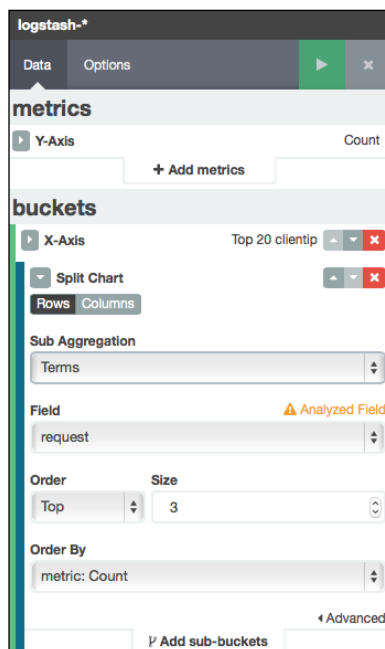 logstash-*
Data Options
metrics
Y-Axis Count
+ Add metrics
buckets
X-Axis Top 20 clientip
Split Chart
Rows Columns
Sub Aggregation
Terms
Field Analyzed Field
request
Order Size
Top 3
Order By
metric: Count
Advanced
Add sub-buckets